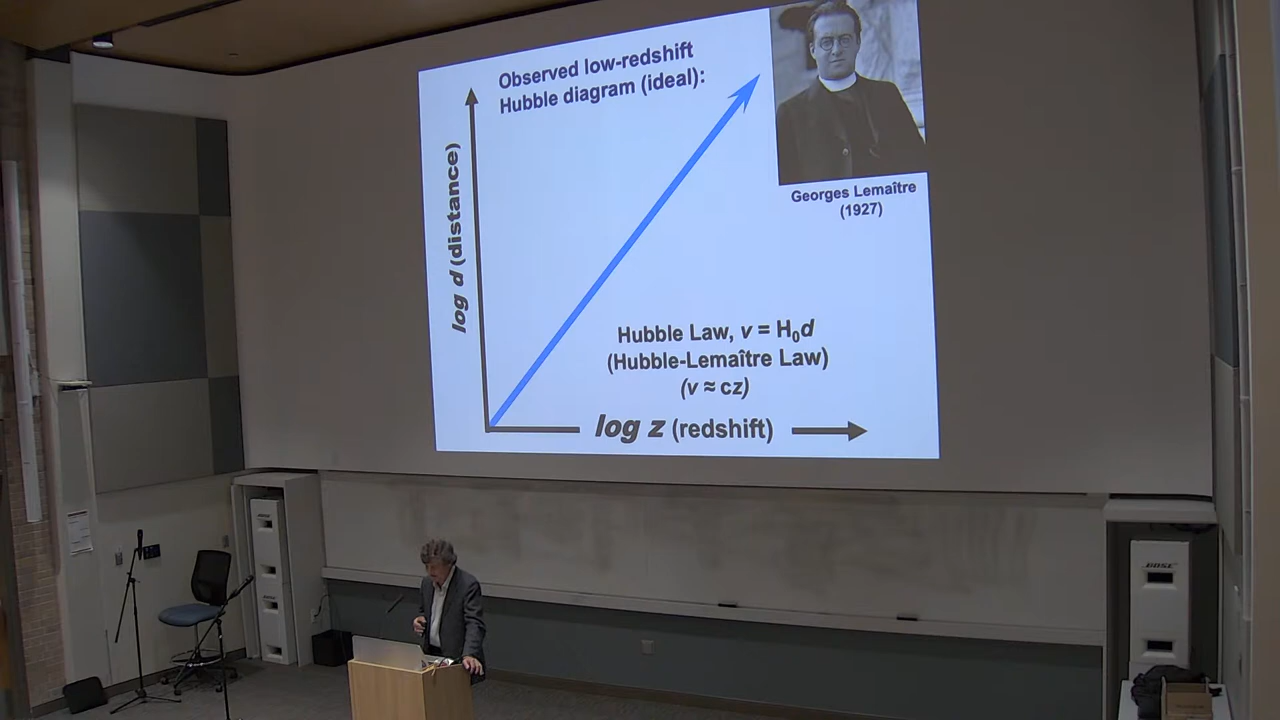 Observed low-redshift
Hubble diagram (ideal):
log d (distance)
Georges Lemaître
(1927)
Hubble Law, v = H₀d
(Hubble-Lemaître Law)
(v ≈ cz)
log z (redshift)
BOSE
BOSE